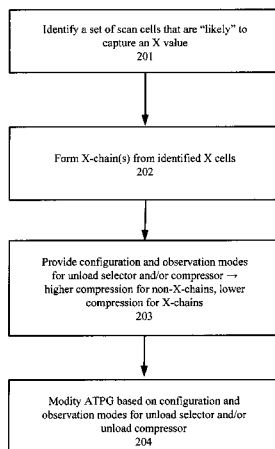 Identify a set of scan cells that are “likely” to
capture an X value
201
Form X-chain(s) from identified X cells
202
Provide configuration and observation modes
for unload selector and/or compressor →
higher compression for non-X-chains, lower
compression for X-chains
203
Modity ATPG based on configuration and
observation modes for unload selector and/or
unload compressor
204